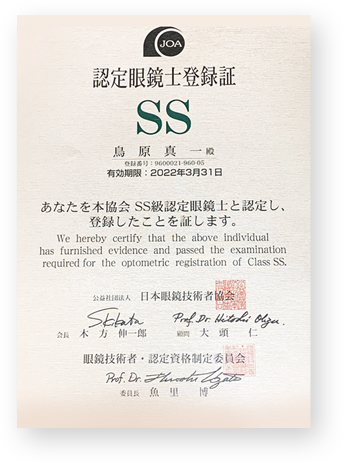 JOA
認定眼鏡士登録証
SS
鳥原真一殿
登録番号：9600021-960-05
有効期限：2022年3月31日
あなたを本協会 SS級認定眼鏡士と認定し、
登録したことを証します。
We hereby certify that the above individual
has furnished evidence and passed the examination
required for the optometric registration of Class SS.
公益社団法人 日本眼鏡技術者協会
Prof. Dr. Hitoshi Ohzu.
会長 木方伸一郎 顧問 大頭仁
眼鏡技術者・認定資格制定委員会
Prof. Dr.
委員長 魚里博